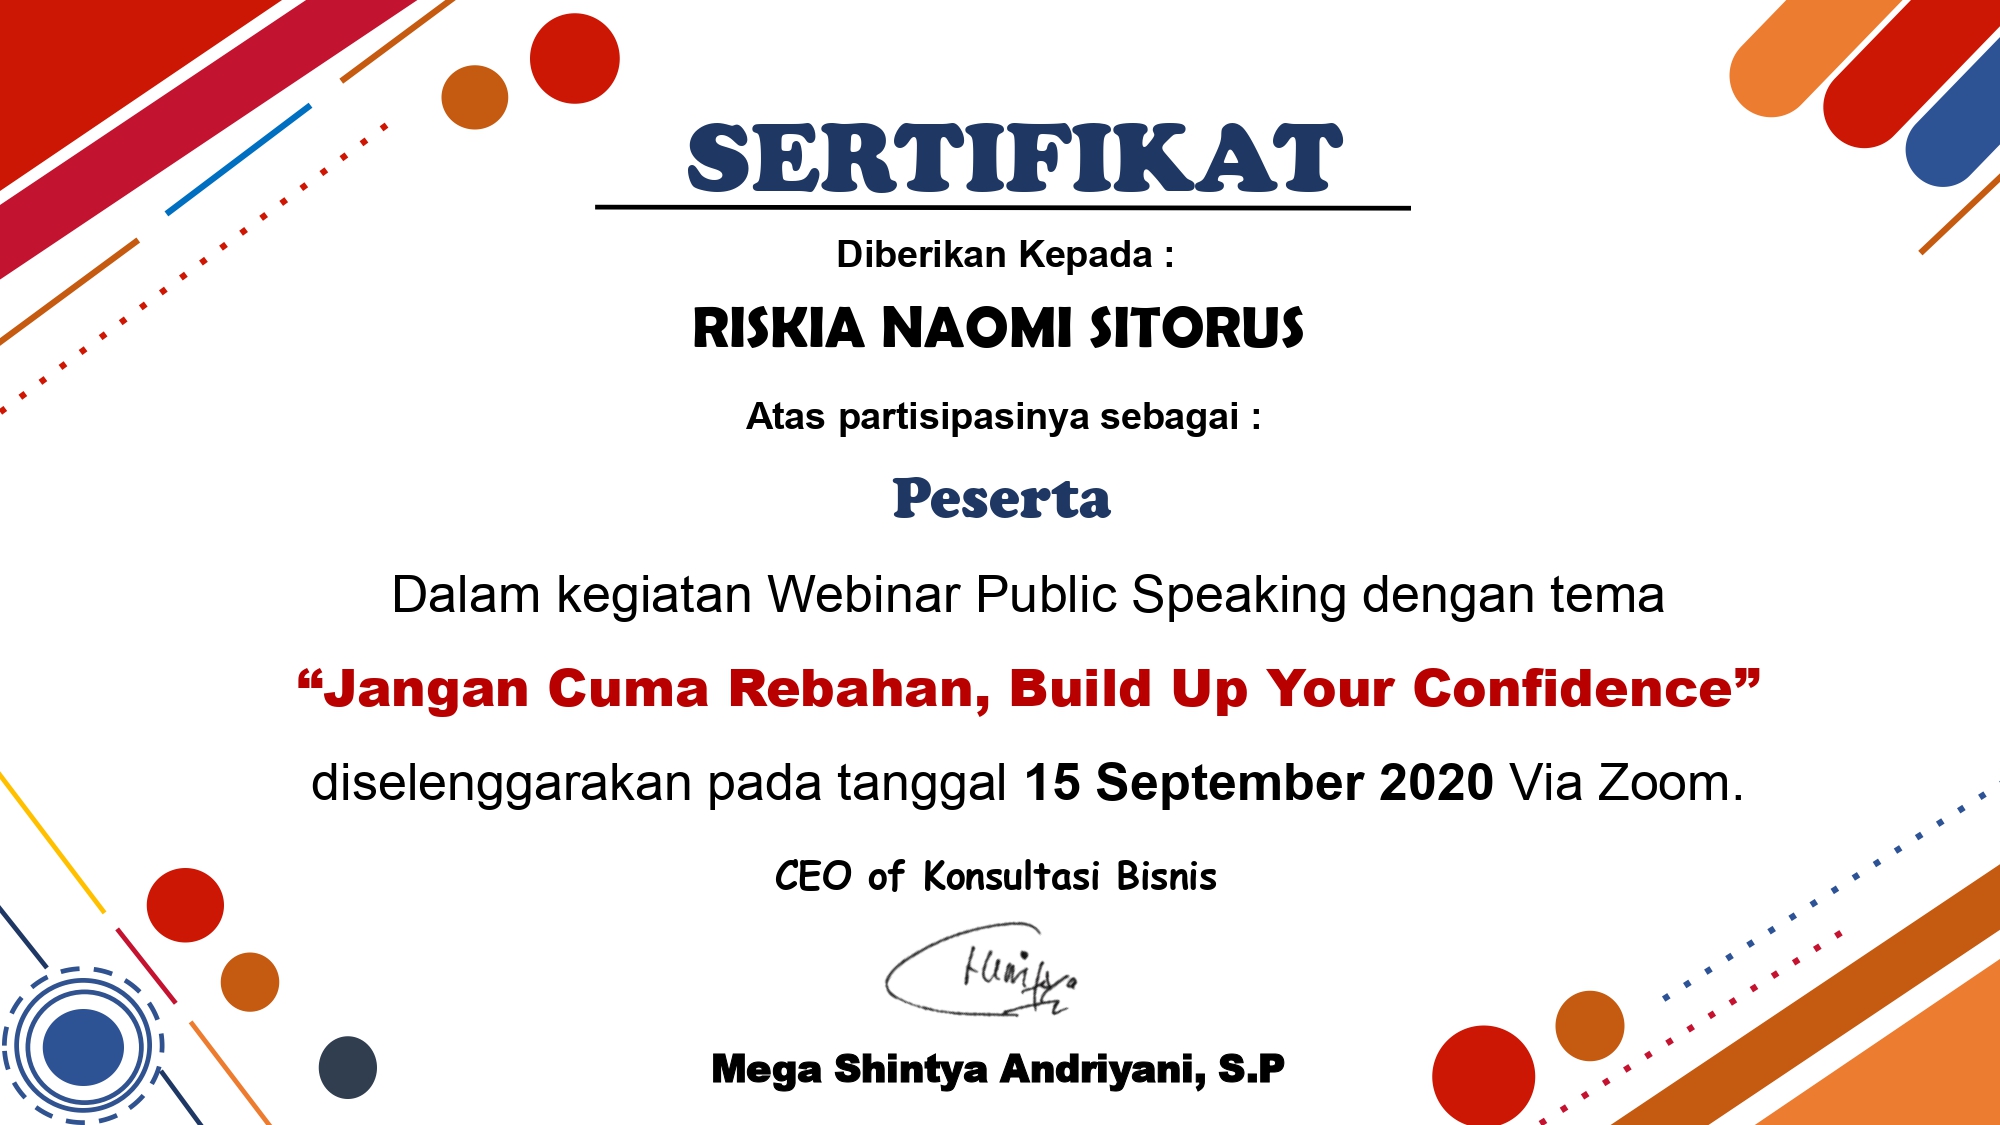 SERTIFIKAT
Diberikan Kepada :
RISKIA NAOMI SITORUS
Atas partisipasinya sebagai :
Peserta
Dalam kegiatan Webinar Public Speaking dengan tema
“Jangan Cuma Rebahan, Build Up Your Confidence”
diselenggarakan pada tanggal 15 September 2020 Via Zoom.
CEO of Konsultasi Bisnis
Mega Shintya Andriyani, S.P